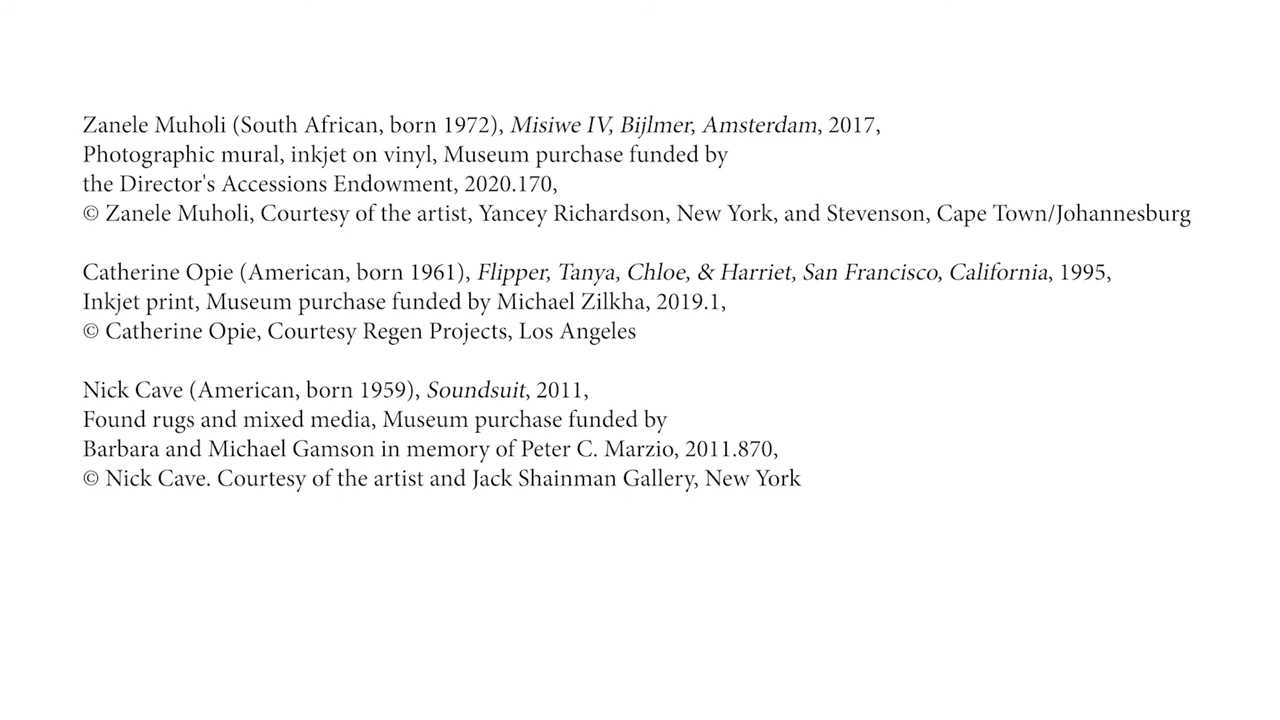 Zanele Muholi (South African, born 1972), Misiwe IV, Bijlmer, Amsterdam, 2017,
Photographic mural, inkjet on vinyl, Museum purchase funded by
the Director's Accessions Endowment, 2020.170,
© Zanele Muholi, Courtesy of the artist, Yancey Richardson, New York, and Stevenson, Cape Town/Johannesburg
Catherine Opie (American, born 1961), Flipper, Tanya, Chloe, & Harriet, San Francisco, California, 1995,
Inkjet print, Museum purchase funded by Michael Zilkha, 2019.1,
© Catherine Opie, Courtesy Regen Projects, Los Angeles
Nick Cave (American, born 1959), Soundsuit, 2011,
Found rugs and mixed media, Museum purchase funded by
Barbara and Michael Gamson in memory of Peter C. Marzio, 2011.870,
© Nick Cave. Courtesy of the artist and Jack Shainman Gallery, New York